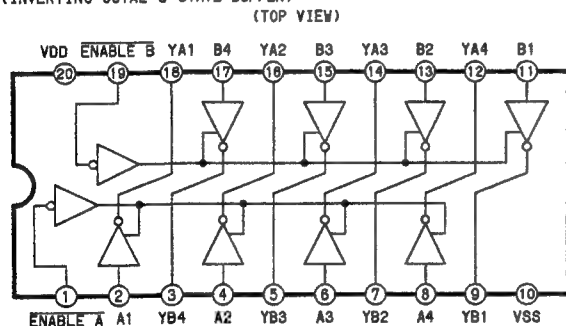 (INVERTING OCTAL 3 STATE BUFFER)
(TOP VIEW)
VDD ENABLE B YA1 B4 YA2 B3 YA3 B2 YA4 B1
20 19 18 17 16 15 14 13 12 11
1 2 3 4 5 6 7 8 9 10
ENABLE A A1 YB4 A2 YB3 A3 YB2 A4 YB1 VSS